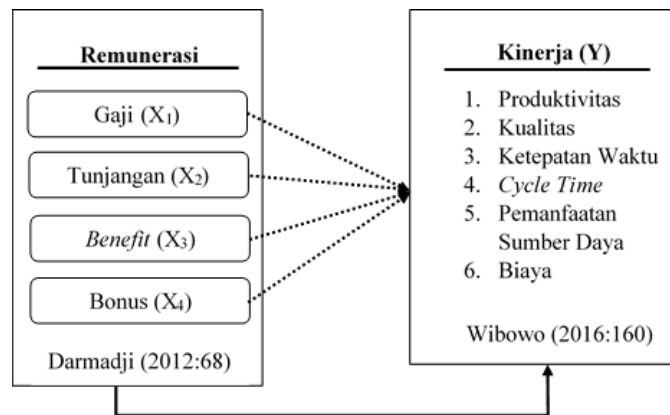 Remunerasi
Gaji (X₁)
Tunjangan (X₂)
Benefit (X₃)
Bonus (X₄)
Darmadji (2012:68)
Kinerja (Y)
1. Produktivitas
2. Kualitas
3. Ketepatan Waktu
4. Cycle Time
5. Pemanfaatan
Sumber Daya
6. Biaya
Wibowo (2016:160)